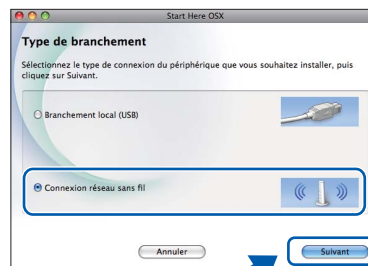 Start Here OSX
Type de branchement
Sélectionnez le type de connexion du périphérique que vous souhaitez installer, puis
cliquez sur Suivant.
Branchement local (USB)
Connexion réseau sans fil
Annuler
Suivant